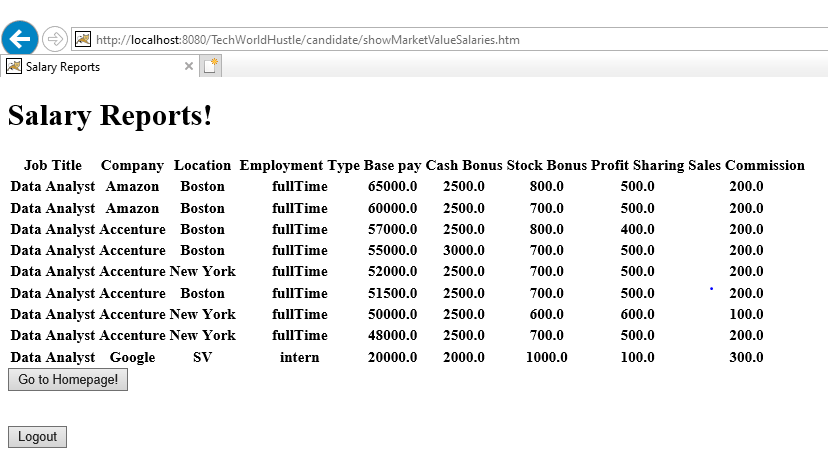 http://localhost:8080/TechWorldHustle/candidate/showMarketValueSalaries.htm
Salary Reports
Salary Reports!
Job Title Company Location Employment Type Base pay Cash Bonus Stock Bonus Profit Sharing Sales Commission
Data Analyst Amazon Boston fullTime 65000.0 2500.0 800.0 500.0 200.0
Data Analyst Amazon Boston fullTime 60000.0 2500.0 700.0 500.0 200.0
Data Analyst Accenture Boston fullTime 57000.0 2500.0 800.0 400.0 200.0
Data Analyst Accenture Boston fullTime 55000.0 3000.0 700.0 500.0 200.0
Data Analyst Accenture New York fullTime 52000.0 2500.0 700.0 500.0 200.0
Data Analyst Accenture Boston fullTime 51500.0 2500.0 700.0 500.0 200.0
Data Analyst Accenture New York fullTime 50000.0 2500.0 600.0 600.0 100.0
Data Analyst Accenture New York fullTime 48000.0 2500.0 700.0 500.0 200.0
Data Analyst Google SV intern 20000.0 2000.0 1000.0 100.0 300.0
Go to Homepage!
Logout